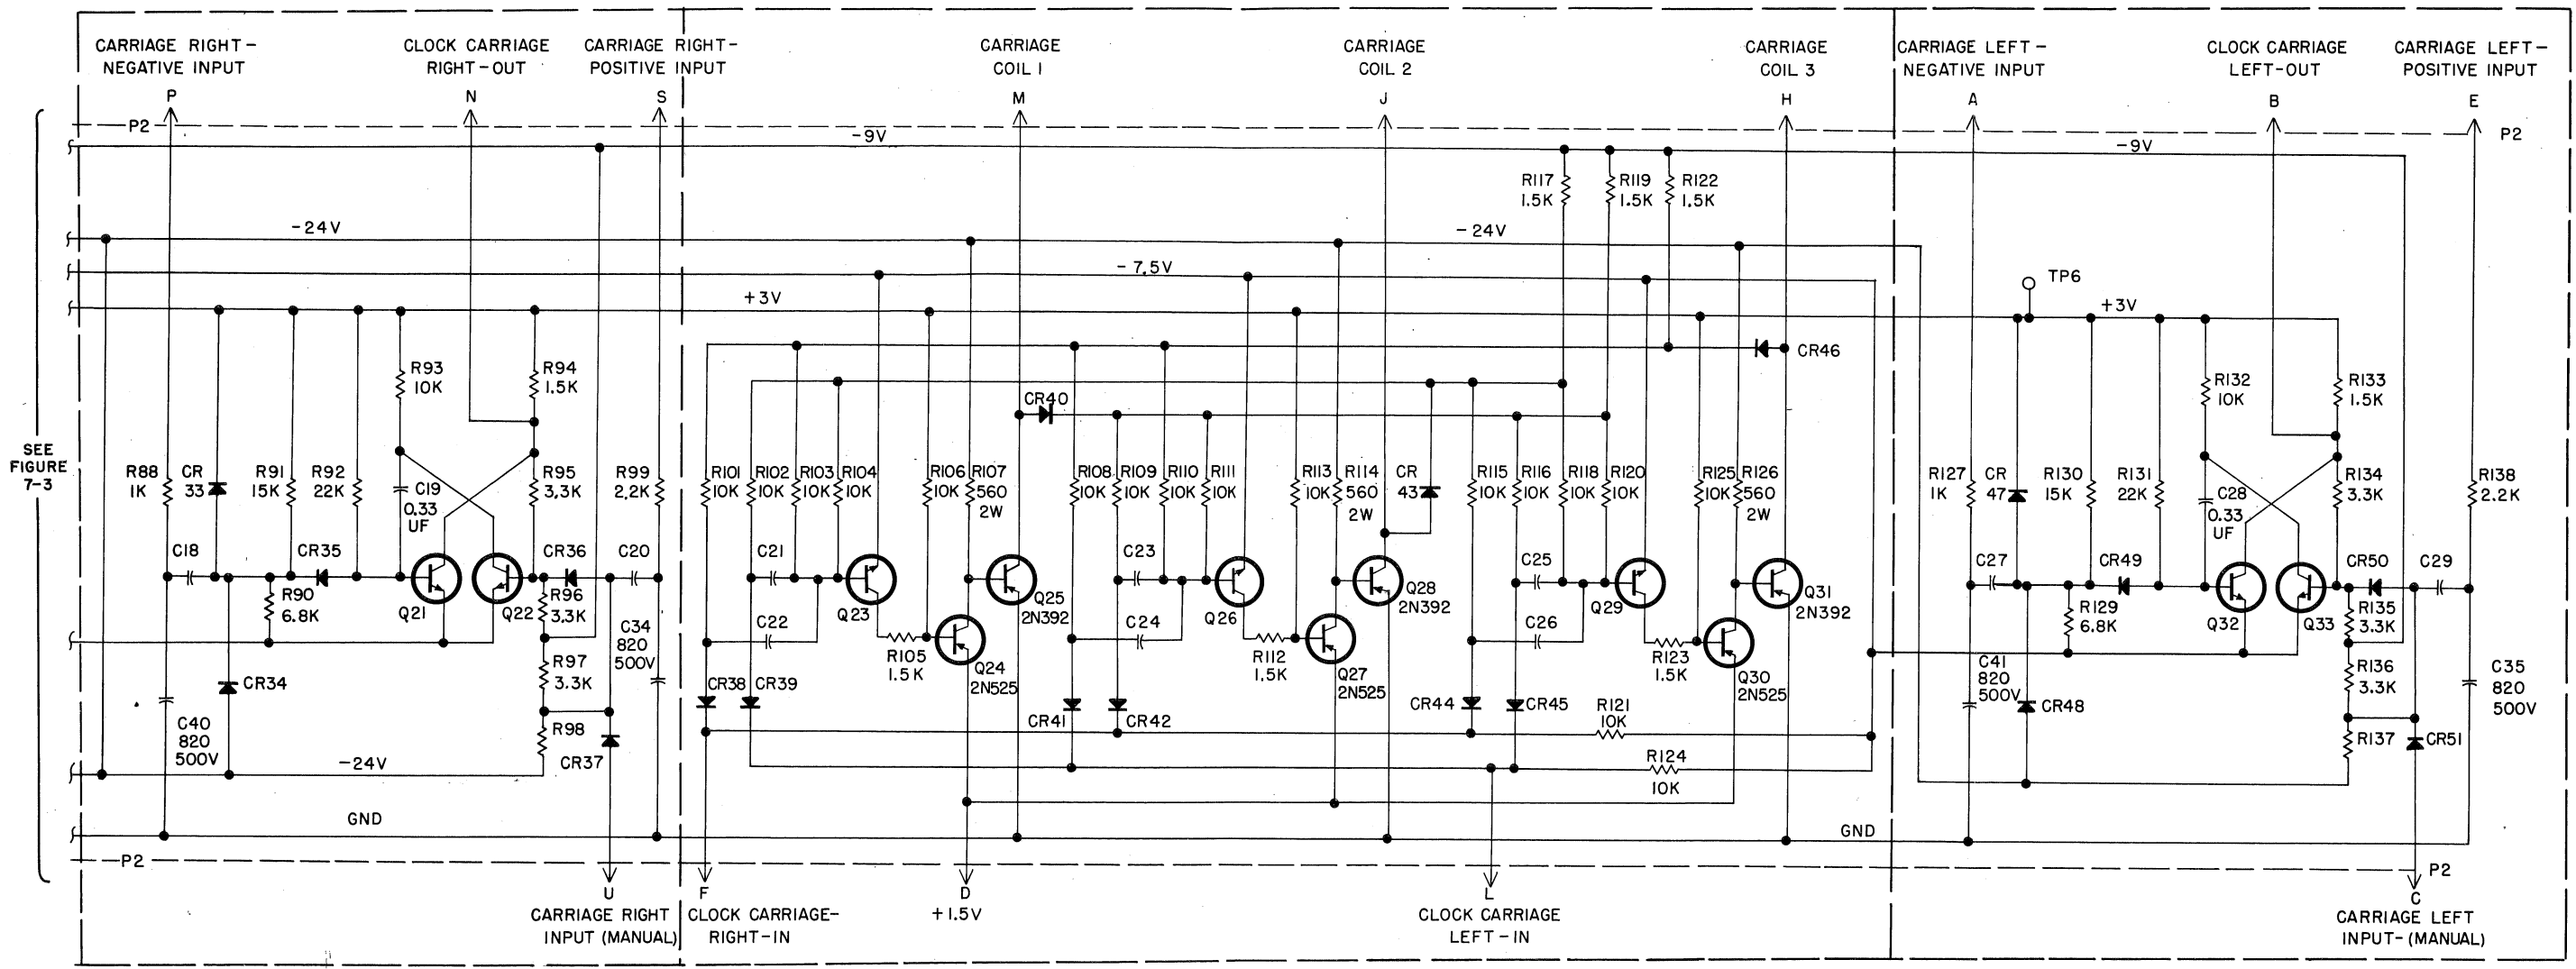 CARRIAGE RIGHT-
NEGATIVE INPUT
P
CLOCK CARRIAGE
RIGHT-OUT
N
CARRIAGE RIGHT-
POSITIVE INPUT
S
CARRIAGE
COIL 1
M
CARRIAGE
COIL 2
J
CARRIAGE
COIL 3
H
CARRIAGE LEFT-
NEGATIVE INPUT
A
CLOCK CARRIAGE
LEFT-OUT
B
CARRIAGE LEFT-
POSITIVE INPUT
E
P2
P2
-9V
-9V
R117
1.5K
R119
1.5K
R122
1.5K
-24V
-24V
-7.5V
+3V
TP6
+3V
CR46
R93
10K
R94
1.5K
CR40
R132
10K
R133
1.5K
SEE
FIGURE
7-3
R88
1K
CR
33
R91
15K
R92
22K
C19
0.33
UF
R95
3.3K
R99
2.2K
R101
10K
R102
10K
R103
10K
R104
10K
R106
10K
R107
560
2W
R108
10K
R109
10K
R110
10K
R111
10K
R113
10K
R114
560
2W
CR
43
R115
10K
R116
10K
R118
10K
R120
10K
R125
10K
R126
560
2W
R127
1K
CR
47
R130
15K
R131
22K
C28
0.33
UF
R134
3.3K
R138
2.2K
C18
CR35
CR36
C20
C21
C23
C25
C27
CR49
CR50
C29
R90
6.8K
Q21
Q22
R96
3.3K
C34
820
500V
C22
Q23
Q25
2N392
C24
Q26
Q28
2N392
C26
Q29
Q31
2N392
R129
6.8K
Q32
Q33
R135
3.3K
R97
3.3K
R105
1.5K
Q24
2N525
R112
1.5K
Q27
2N525
R123
1.5K
Q30
2N525
C41
820
500V
R136
3.3K
C35
820
500V
CR34
CR38
CR39
CR41
CR42
CR44
CR45
R121
10K
CR48
C40
820
500V
R98
CR37
R137
CR51
-24V
R124
10K
GND
GND
P2
P2
U
CARRIAGE RIGHT
INPUT (MANUAL)
F
CLOCK CARRIAGE-
RIGHT-IN
D
+1.5V
L
CLOCK CARRIAGE
LEFT-IN
C
CARRIAGE LEFT
INPUT-(MANUAL)